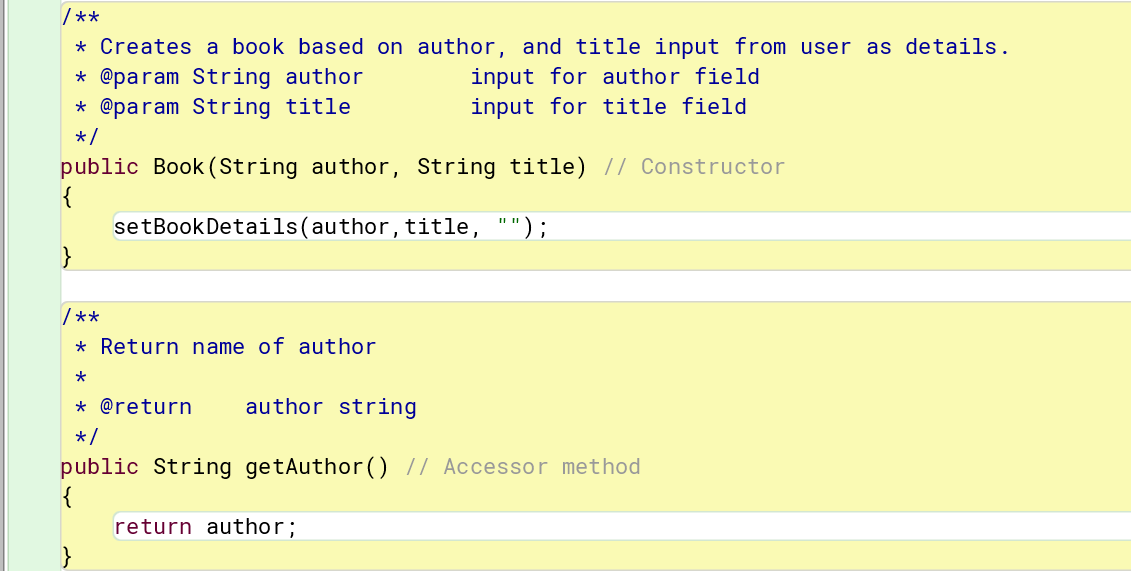 /**
 * Creates a book based on author, and title input from user as details.
 * @param String author        input for author field
 * @param String title         input for title field
 */
public Book(String author, String title) // Constructor
{
    setBookDetails(author,title, "");
}
/**
 * Return name of author
 *
 * @return    author string
 */
public String getAuthor() // Accessor method
{
    return author;
}